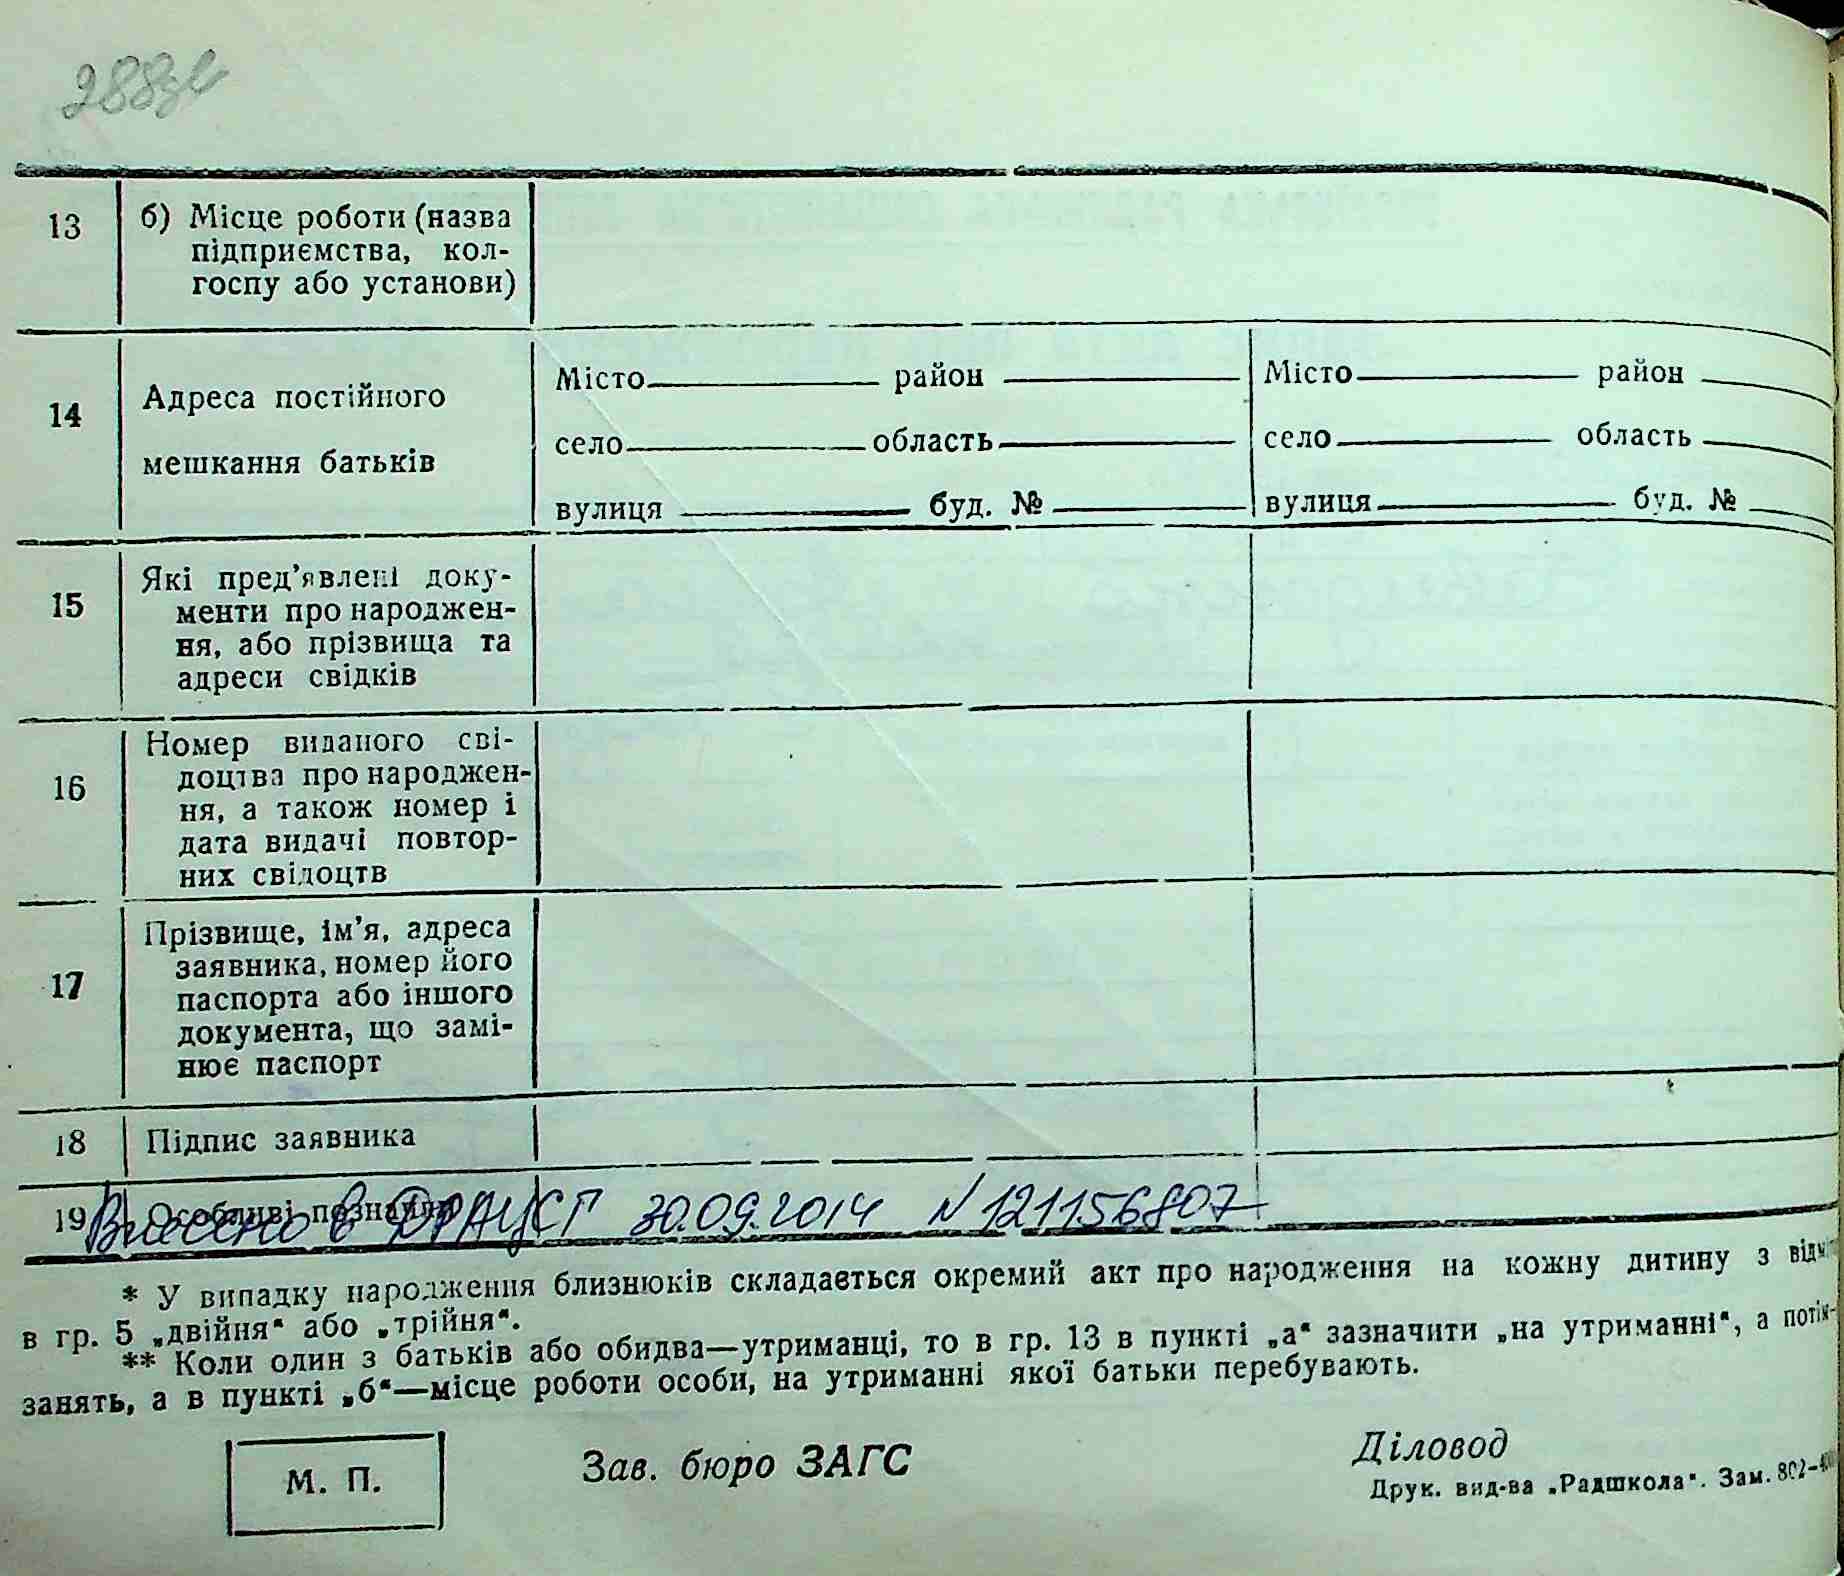 288зв
13 б) Місце роботи (назва
підприємства, кол-
госпу або установи)
14 Адреса постійного
мешкання батьків
Місто район
село область
вулиця буд. №
Місто район
село область
вулиця буд. №
15 Які пред’явлені доку-
менти про народжен-
ня, або прізвища та
адреси свідків
16 Номер виданого сві-
доцтва про народжен-
ня, а також номер і
дата видачі повтор-
них свідоцтв
17 Прізвище, ім’я, адреса
заявника, номер його
паспорта або іншого
документа, що замі-
нює паспорт
18 Підпис заявника
19 Особливі познački
Внесено в ДРАЦСГ 30.09.2014 N 121156807
* У випадку народження близнюків складається окремий акт про народження на кожну дитину з
в гр. 5 „двійня“ або „трійня“.
** Коли один з батьків або обидва—утриманці, то в гр. 13 в пункті „а“ зазначити „на утриманні“, а потім-
занять, а в пункті „б“—місце роботи особи, на утриманні якої батьки перебувають.
М. П.
Зав. бюро ЗАГС
Діловод
Друк. вид-ва „Радшкола“. Зам. 802-